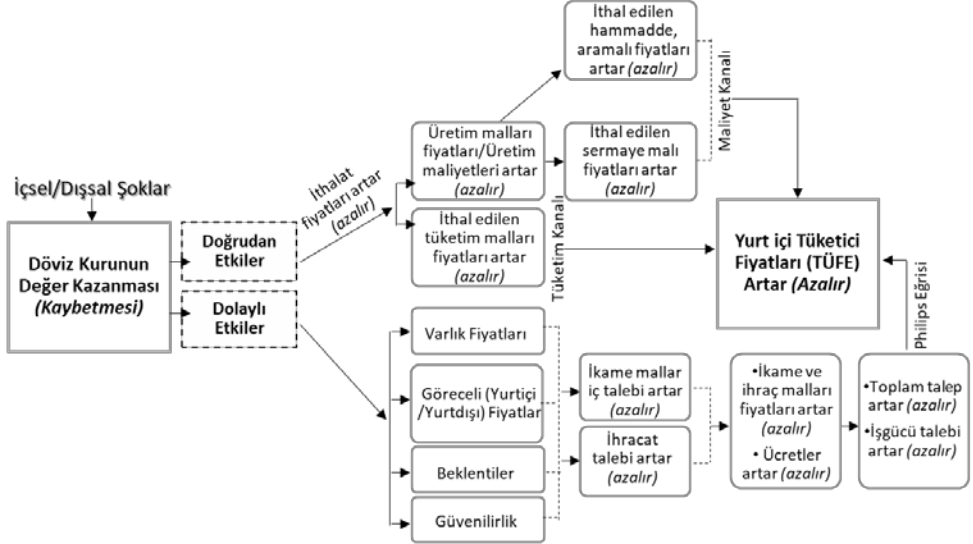 İçsel/Dışsal Şoklar
Döviz Kurunun
Değer Kazanması
(Kaybetmesi)
Doğrudan
Etkiler
Dolaylı
Etkiler
İthalat
fiyatları artar
(azalır)
Üretim malları
fiyatları/Üretim
maliyetleri artar
(azalır)
İthal edilen
tüketim malları
fiyatları artar
(azalır)
İthal edilen
hammadde,
aramalı fiyatları
artar (azalır)
İthal edilen
sermaye malı
fiyatları artar
(azalır)
Maliyet Kanalı
Tüketim Kanalı
Yurt içi Tüketici
Fiyatları (TÜFE)
Artar (Azalır)
Varlık Fiyatları
Göreceli (Yurtiçi
/Yurtdışı) Fiyatlar
Beklentiler
Güvenilirlik
İkame mallar
iç talebi artar
(azalır)
İhracat
talebi artar
(azalır)
•İkame ve
ihraç malları
fiyatları artar
(azalır)
• Ücretler
artar (azalır)
•Toplam talep
artar (azalır)
•İşgücü talebi
artar (azalır)
Philips Eğrisi